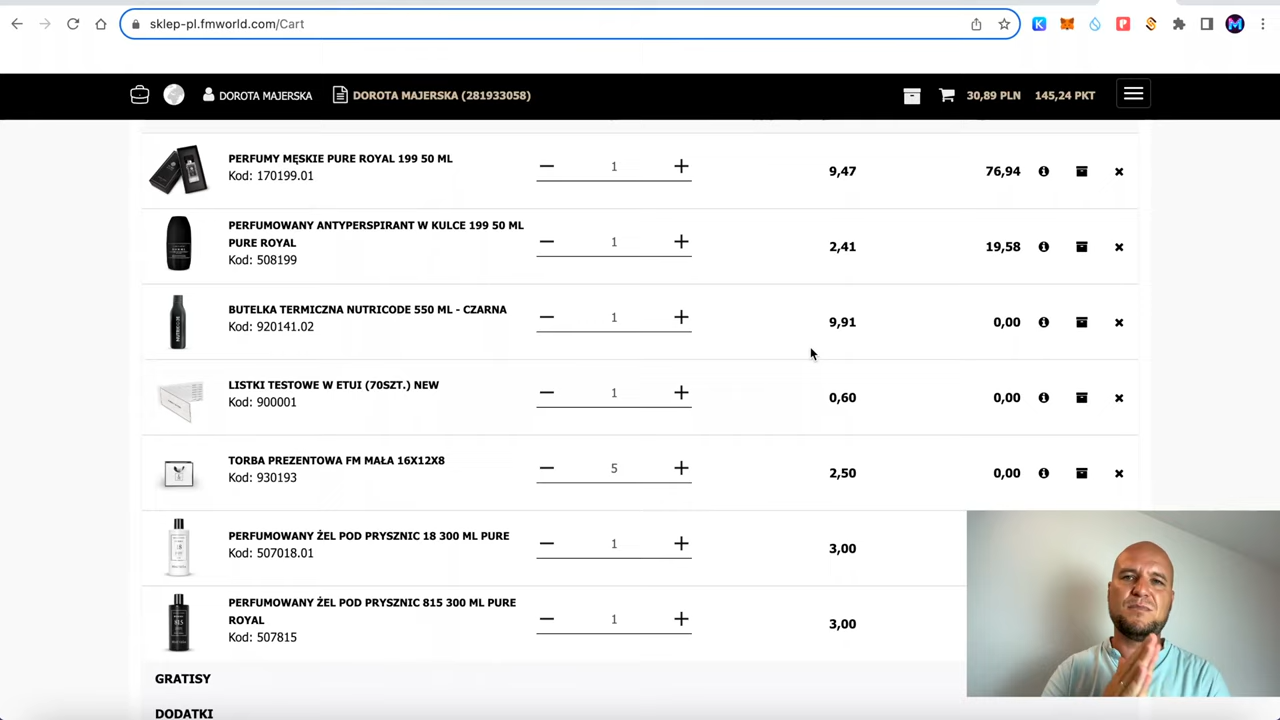 sklep-pl.fmworld.com/Cart
DOROTA MAJERSKA
DOROTA MAJERSKA (281933058)
30,89 PLN
145,24 PKT
PERFUMY MĘSKIE PURE ROYAL 199 50 ML
Kod: 170199.01
1
9,47
76,94
PERFUMOWANY ANTYPERSPIRANT W KULCE 199 50 ML
PURE ROYAL
Kod: 508199
1
2,41
19,58
BUTELKA TERMICZNA NUTRICODE 550 ML - CZARNA
Kod: 920141.02
1
9,91
0,00
LISTKI TESTOWE W ETUI (70SZT.) NEW
Kod: 900001
1
0,60
0,00
TORBA PREZENTOWA FM MAŁA 16X12X8
Kod: 930193
5
2,50
0,00
PERFUMOWANY ŻEL POD PRYSZNIC 18 300 ML PURE
Kod: 507018.01
1
3,00
PERFUMOWANY ŻEL POD PRYSZNIC 815 300 ML PURE
ROYAL
Kod: 507815
1
3,00
GRATISY
DODATKI